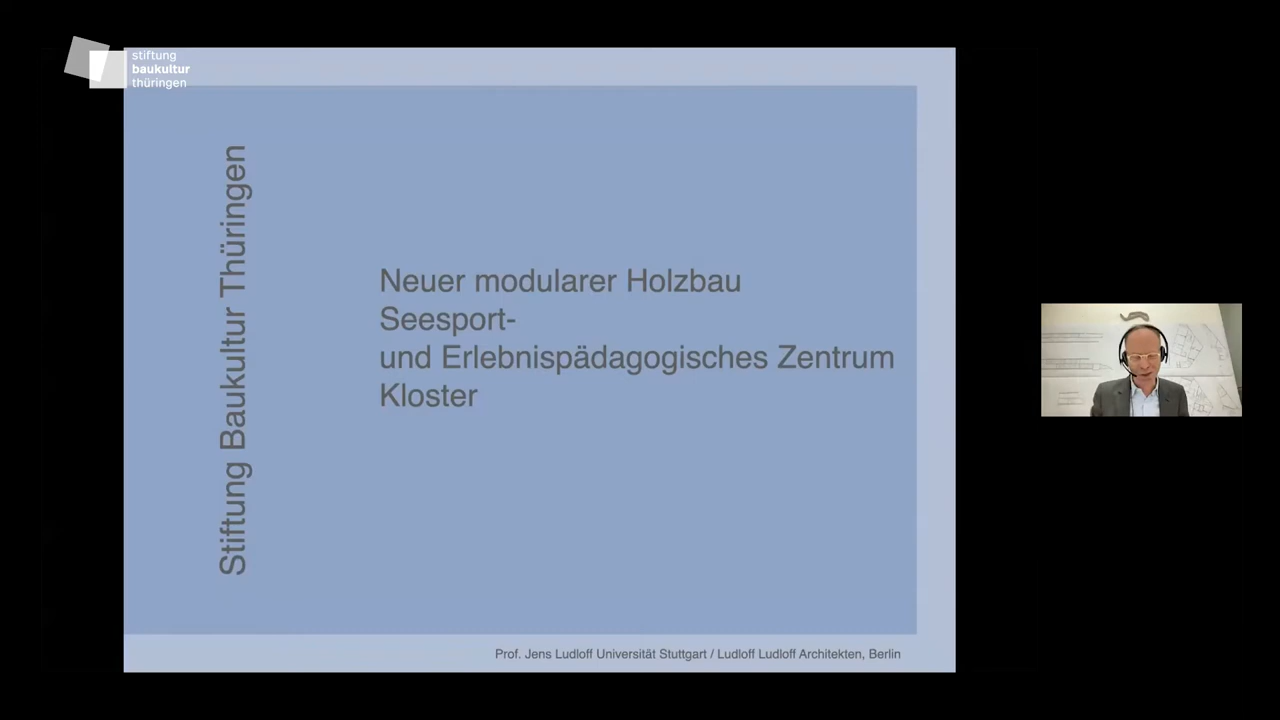 stiftung
baukultur
thüringen
Stiftung Baukultur Thüringen
Neuer modularer Holzbau
Seesport-
und Erlebnispädagogisches Zentrum
Kloster
Prof. Jens Ludloff Universität Stuttgart / Ludloff Ludloff Architekten, Berlin